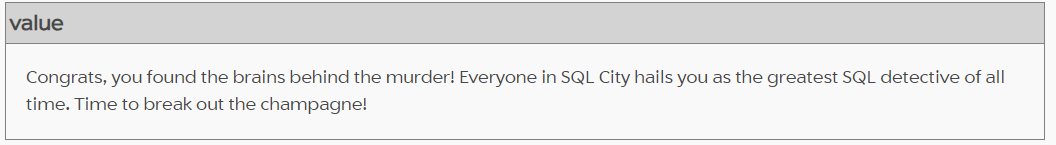 value
Congrats, you found the brains behind the murder! Everyone in SQL City hails you as the greatest SQL detective of all
time. Time to break out the champagne!